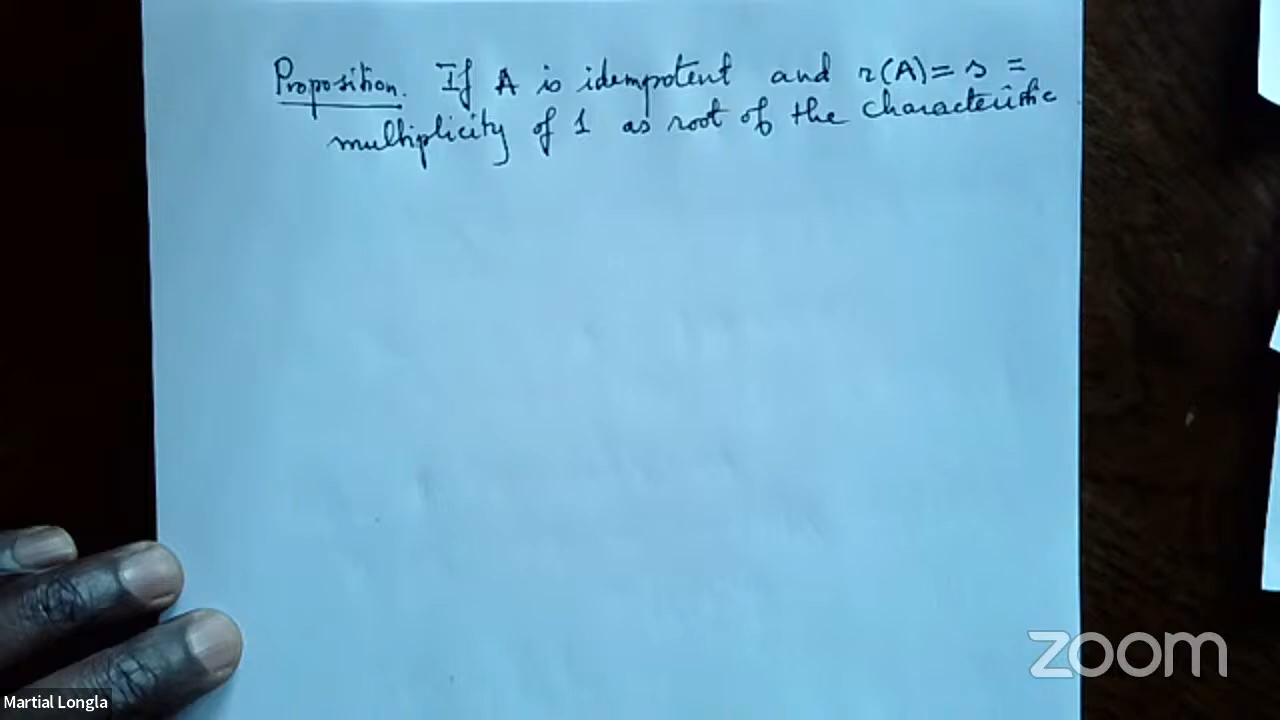 Proposition. If A is idempotent and r(A) = s =
multiplicity of 1 as root of the characteristic
zoom
Martial Longla